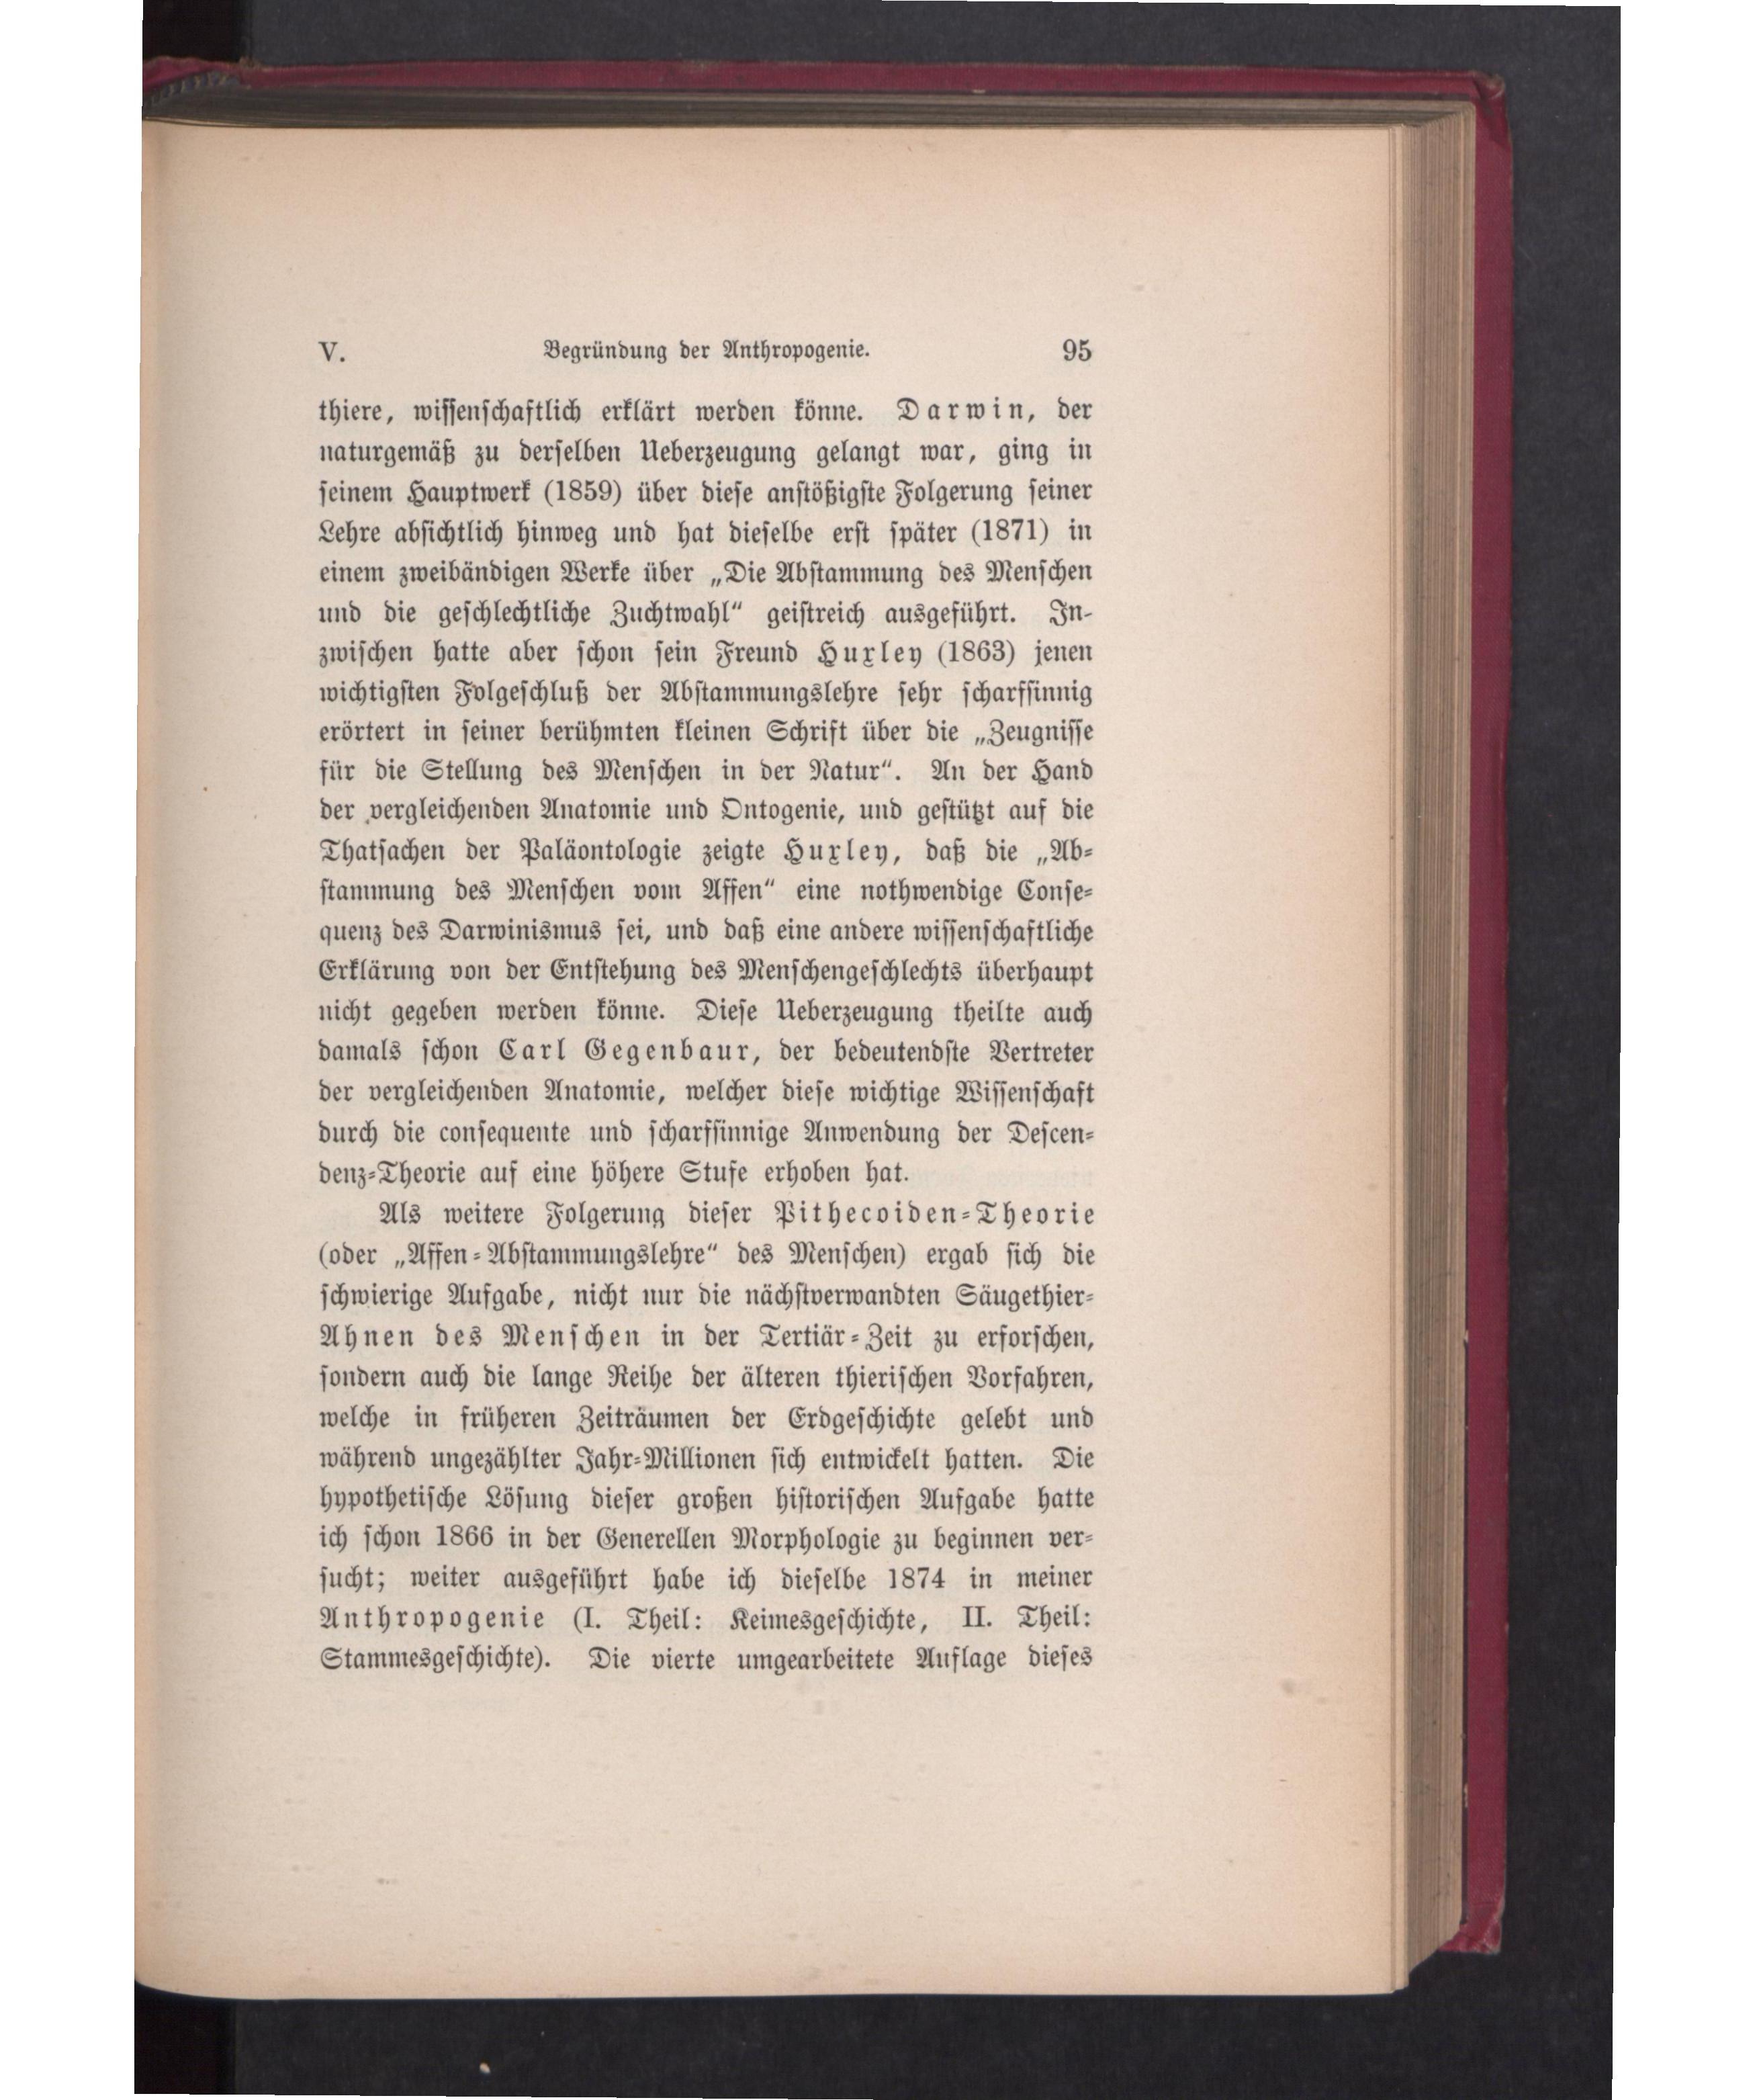 V. Begründung der Anthropogenie. 95
thiere, wissenschaftlich erklärt werden könne. Darwin, der
naturgemäß zu derselben Ueberzeugung gelangt war, ging in
seinem Hauptwerk (1859) über diese anstößigste Folgerung seiner
Lehre absichtlich hinweg und hat dieselbe erst später (1871) in
einem zweibändigen Werke über „Die Abstammung des Menschen
und die geschlechtliche Zuchtwahl“ geistreich ausgeführt. In-
zwischen hatte aber schon sein Freund Huxley (1863) jenen
wichtigsten Folgeschluß der Abstammungslehre sehr scharfsinnig
erörtert in seiner berühmten kleinen Schrift über die „Zeugnisse
für die Stellung des Menschen in der Natur“. An der Hand
der vergleichenden Anatomie und Ontogenie, und gestützt auf die
Thatsachen der Paläontologie zeigte Huxley, daß die „Ab-
stammung des Menschen vom Affen“ eine nothwendige Conse-
quenz des Darwinismus sei, und daß eine andere wissenschaftliche
Erklärung von der Entstehung des Menschengeschlechts überhaupt
nicht gegeben werden könne. Diese Ueberzeugung theilte auch
damals schon Carl Gegenbaur, der bedeutendste Vertreter
der vergleichenden Anatomie, welcher diese wichtige Wissenschaft
durch die consequente und scharfsinnige Anwendung der Descen-
denz-Theorie auf eine höhere Stufe erhoben hat.
Als weitere Folgerung dieser Pithecoiden-Theorie
(oder „Affen-Abstammungslehre“ des Menschen) ergab sich die
schwierige Aufgabe, nicht nur die nächstverwandten Säugethier-
Ahnen des Menschen in der Tertiär-Zeit zu erforschen,
sondern auch die lange Reihe der älteren thierischen Vorfahren,
welche in früheren Zeiträumen der Erdgeschichte gelebt und
während ungezählter Jahr-Millionen sich entwickelt hatten. Die
hypothetische Lösung dieser großen historischen Aufgabe hatte
ich schon 1866 in der Generellen Morphologie zu beginnen ver-
sucht; weiter ausgeführt habe ich dieselbe 1874 in meiner
Anthropogenie (I. Theil: Keimesgeschichte, II. Theil:
Stammesgeschichte). Die vierte umgearbeitete Auflage dieses